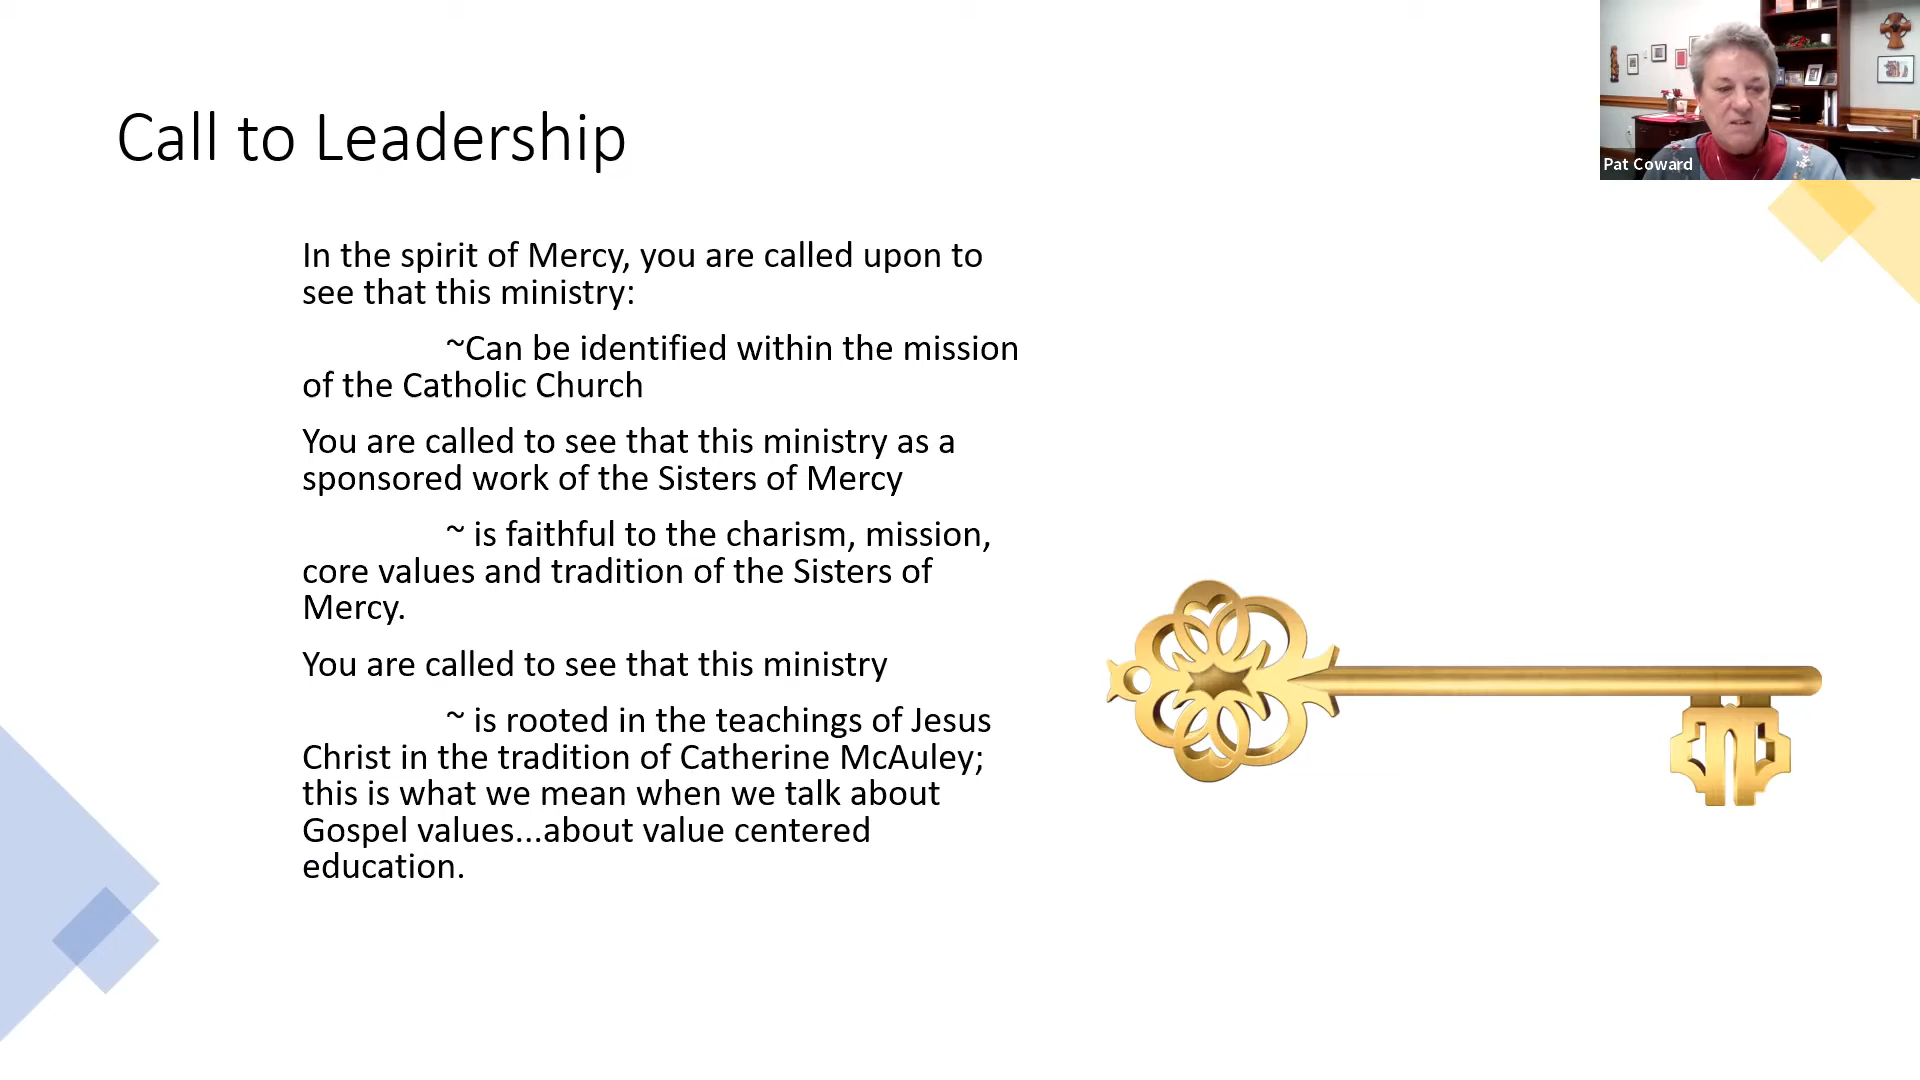 Call to Leadership
Pat Coward
In the spirit of Mercy, you are called upon to
see that this ministry:
~Can be identified within the mission
of the Catholic Church
You are called to see that this ministry as a
sponsored work of the Sisters of Mercy
~ is faithful to the charism, mission,
core values and tradition of the Sisters of
Mercy.
You are called to see that this ministry
~ is rooted in the teachings of Jesus
Christ in the tradition of Catherine McAuley;
this is what we mean when we talk about
Gospel values...about value centered
education.